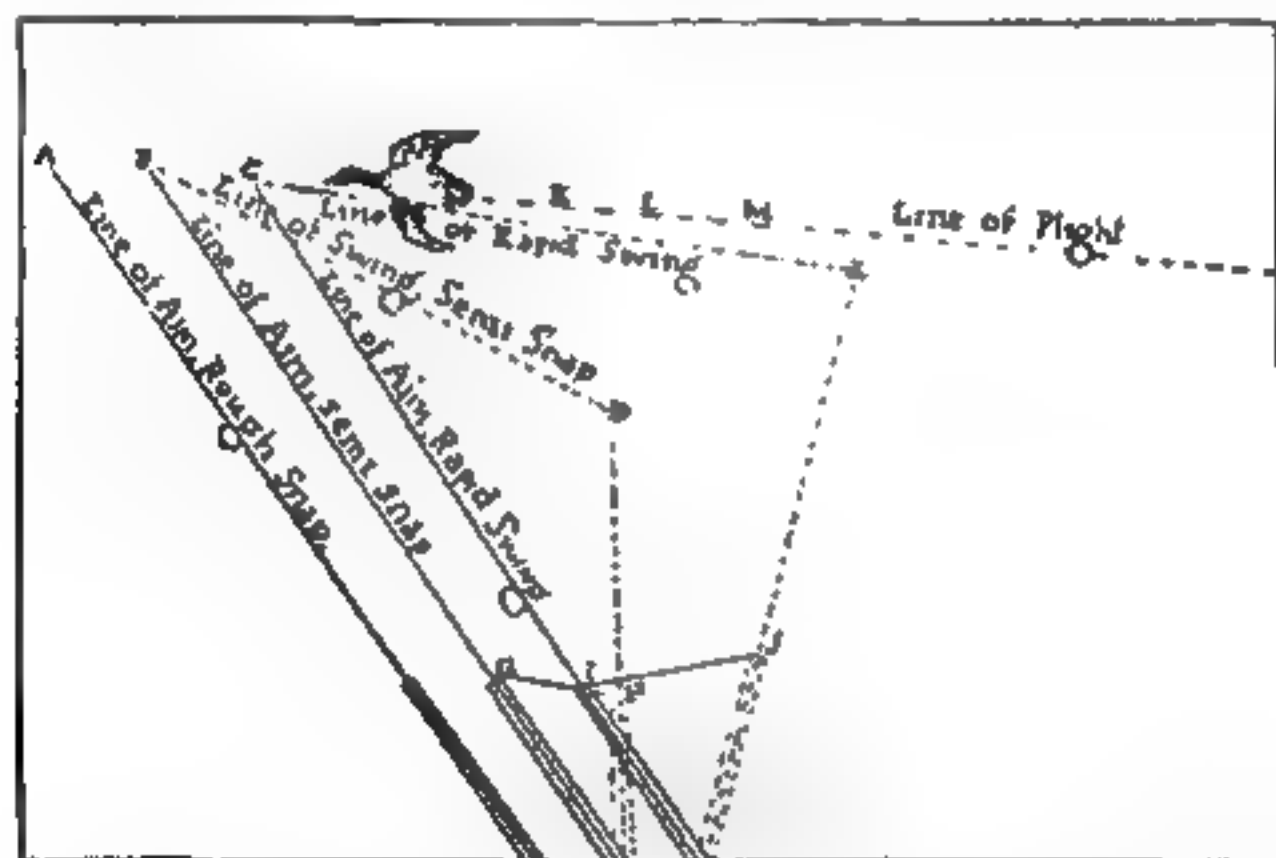 A
B
C
K L M
Line of Flight
Line of Rapid Swing
Line of Swing, Semi Snap
Line of Aim, Rough Snap
Line of Aim, semi snap
Line of Aim, Rapid Swing
G
I
H
J